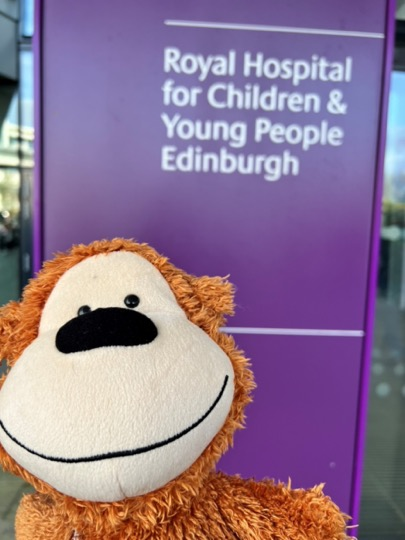 Royal Hospital
for Children &
Young People
Edinburgh